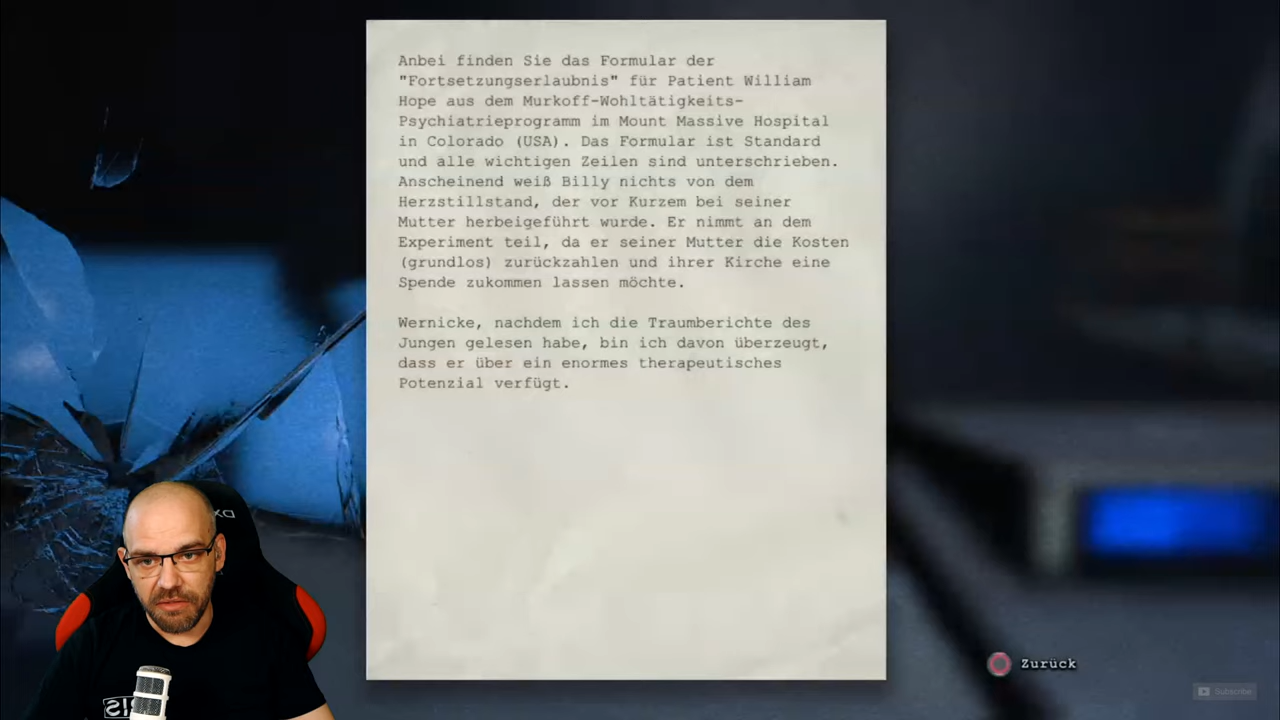 Anbei finden Sie das Formular der
"Fortsetzungserlaubnis" für Patient William
Hope aus dem Murkoff-Wohltätigkeits-
Psychiatrieprogramm im Mount Massive Hospital
in Colorado (USA). Das Formular ist Standard
und alle wichtigen Zeilen sind unterschrieben.
Anscheinend weiß Billy nichts von dem
Herzstillstand, der vor Kurzem bei seiner
Mutter herbeigeführt wurde. Er nimmt an dem
Experiment teil, da er seiner Mutter die Kosten
(grundlos) zurückzahlen und ihrer Kirche eine
Spende zukommen lassen möchte.
Wernicke, nachdem ich die Traumberichte des
Jungen gelesen habe, bin ich davon überzeugt,
dass er über ein enormes therapeutisches
Potenzial verfügt.
Zurück
Subscribe